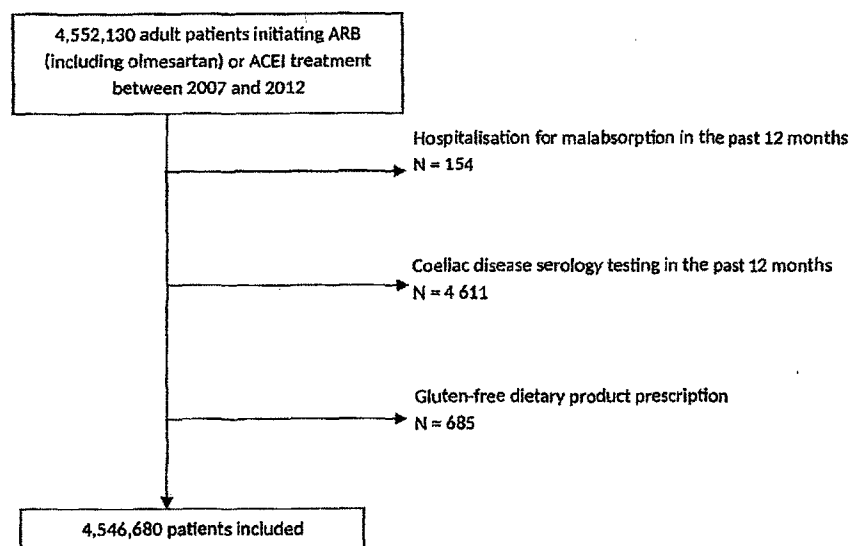 4,552,130 adult patients initiating ARB
(including olmesartan) or ACEI treatment
between 2007 and 2012
Hospitalisation for malabsorption in the past 12 months
N = 154
Coeliac disease serology testing in the past 12 months
N = 4 611
Gluten-free dietary product prescription
N = 685
4,546,680 patients included